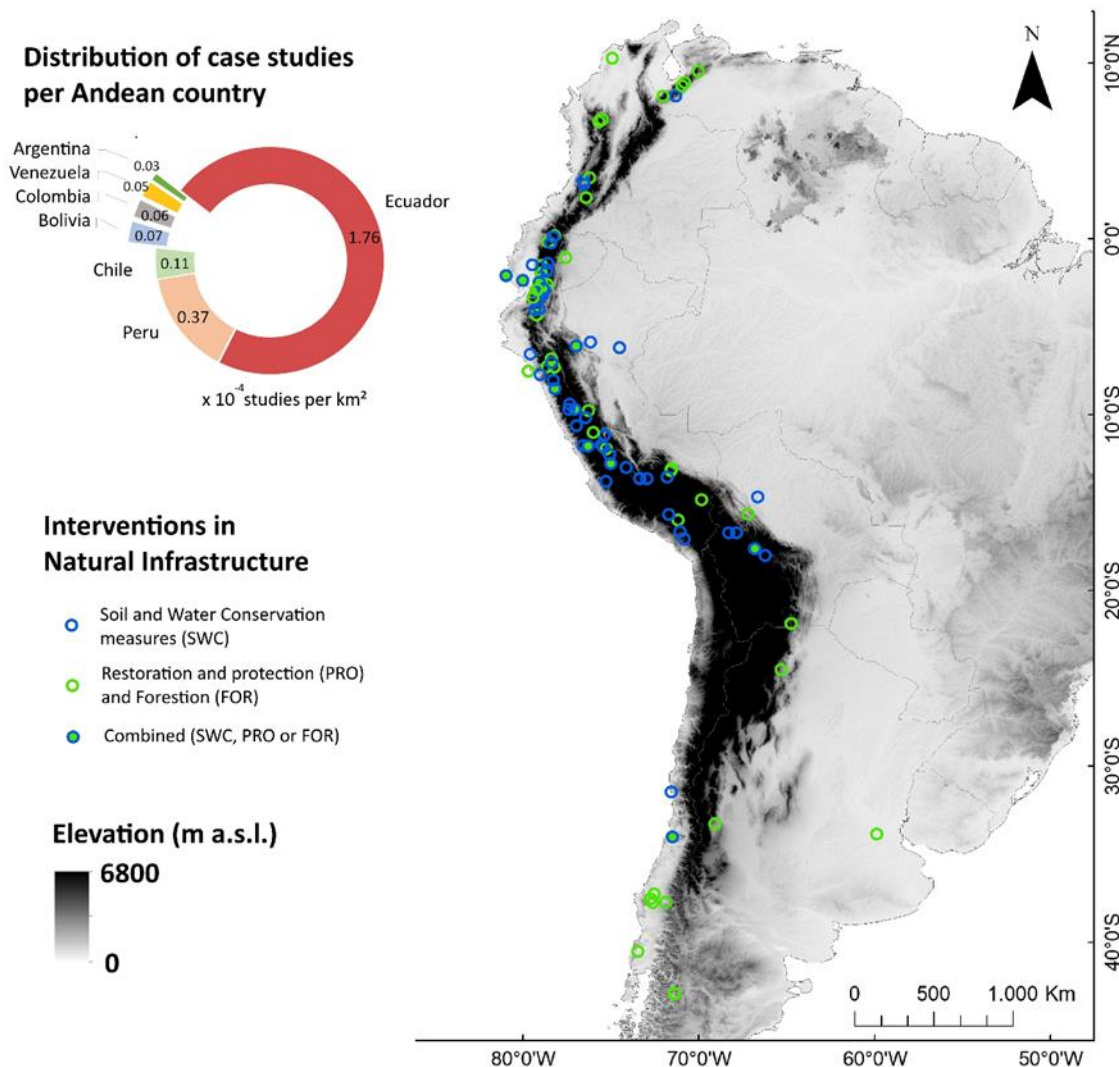 Distribution of case studies
per Andean country
Argentina
0.03
Venezuela
0.05
Colombia
0.06
Bolivia
0.07
Chile
0.11
Peru
0.37
Ecuador
1.76
x 10⁻⁴ studies per km²
Interventions in
Natural Infrastructure
Soil and Water Conservation
measures (SWC)
Restoration and protection (PRO)
and Forestion (FOR)
Combined (SWC, PRO or FOR)
Elevation (m a.s.l.)
6800
0
N
10°0'N
0°0'
10°0'S
20°0'S
30°0'S
40°0'S
0 500 1.000 Km
80°0'W 70°0'W 60°0'W 50°0'W